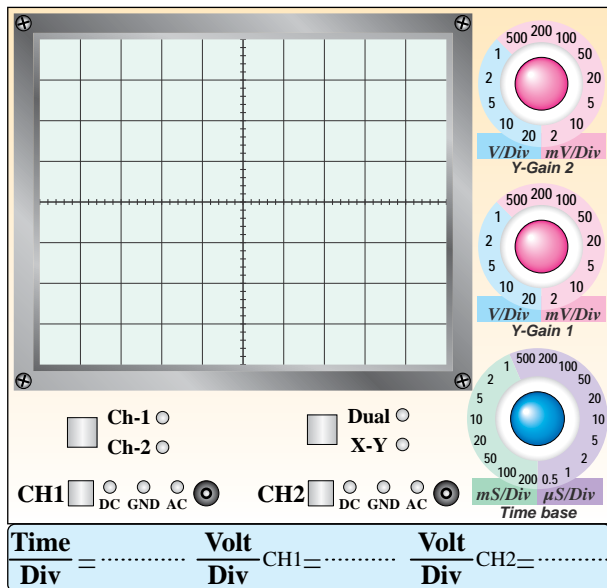 500 200 100
1 50
2 20
5 10
10 20 2
V/Div mV/Div
Y-Gain 2
500 200 100
1 50
2 20
5 10
10 20 2
V/Div mV/Div
Y-Gain 1
1 500 200 100
2 50
5 20
10 10
20 5
50 2
100 200 0.5 1
mS/Div µS/Div
Time base
Ch-1 Dual
Ch-2 X-Y
CH1 DC GND AC CH2 DC GND AC
Time/Div = ............... Volt/Div CH1= ............... Volt/Div CH2= ...............